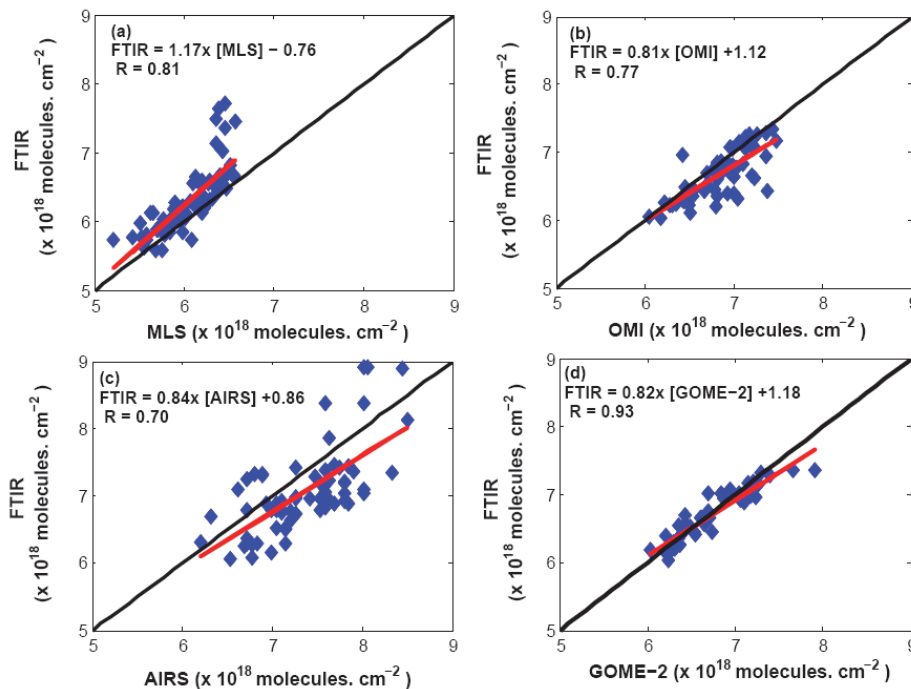 (a)
FTIR = 1.17x [MLS] − 0.76
R = 0.81
9
8
7
6
5
5 6 7 8 9
FTIR
(x 10^18 molecules. cm^−2)
MLS (x 10^18 molecules. cm^−2)
(b)
FTIR = 0.81x [OMI] +1.12
R = 0.77
9
8
7
6
5
5 6 7 8 9
FTIR
(x 10^18 molecules. cm^−2)
OMI (x 10^18 molecules. cm^−2)
(c)
FTIR = 0.84x [AIRS] +0.86
R = 0.70
9
8
7
6
5
5 6 7 8 9
FTIR
(x 10^18 molecules. cm^−2)
AIRS (x 10^18 molecules. cm^−2)
(d)
FTIR = 0.82x [GOME−2] +1.18
R = 0.93
9
8
7
6
5
5 6 7 8 9
FTIR
(x 10^18 molecules. cm^−2)
GOME−2 (x 10^18 molecules. cm^−2)